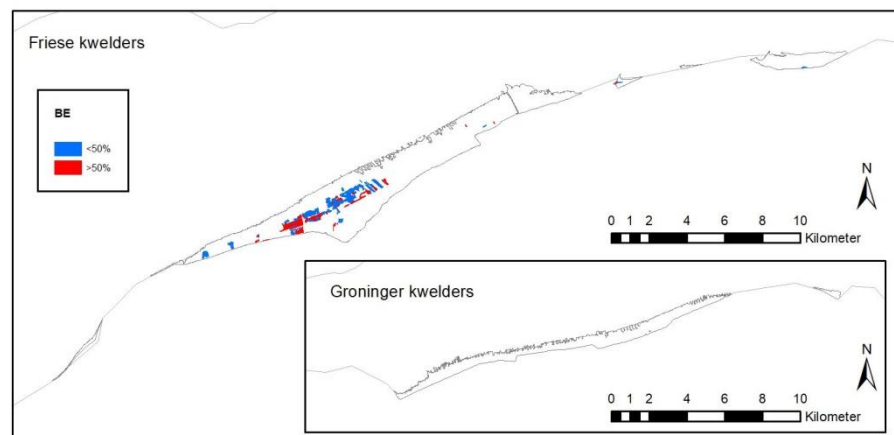 Friese kwelders
BE
<50%
>50%
N
0 1 2 4 6 8 10
Kilometer
Groninger kwelders
N
0 1 2 4 6 8 10
Kilometer